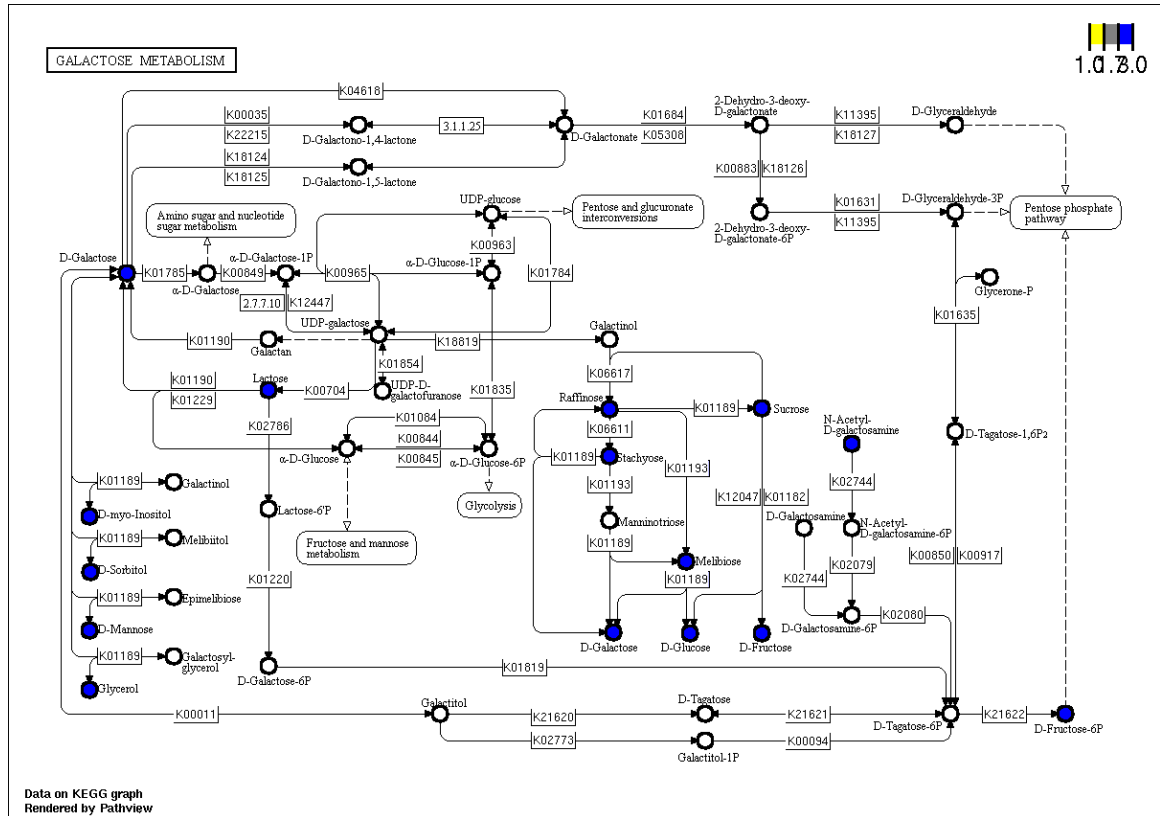 GALACTOSE METABOLISM
K04618
K00035
K22215
D-Galactono-1,4-lactone
3.1.1.25
D-Galactonate
K01684
K05308
2-Dehydro-3-deoxy-
D-galactonate
K11395
K18127
D-Glyceraldehyde
K18124
K18125
D-Galactono-1,5-lactone
K00883
K18126
Amino sugar and nucleotide
sugar metabolism
UDP-glucose
Pentose and glucuronate
interconversions
2-Dehydro-3-deoxy-
D-galactonate-6P
K01631
K11395
D-Glyceraldehyde-3P
Pentose phosphate
pathway
D-Galactose
K01785
α-D-Galactose
K00849
α-D-Galactose-1P
K00965
α-D-Glucose-1P
K00963
K01784
Glycerone-P
2.7.7.10
K12447
UDP-galactose
K01190
Galactan
K18819
Galactinol
K01635
K01854
UDP-D-
galactofuranose
K01190
K01229
Lactose
K00704
K01835
K06617
Raffinose
K01189
Sucrose
K02786
K01084
K00844
K00845
α-D-Glucose
α-D-Glucose-6P
K06611
K01189
Stachyose
K01193
N-Acetyl-
D-galactosamine
D-Tagatose-1,6P2
K01189
Galactinol
D-myo-Inositol
Lactose-6'P
Glycolysis
K01193
Manninotriose
K12047
K01182
K02744
D-Galactosamine
N-Acetyl-
D-galactosamine-6P
K01189
Melibiitol
D-Sorbitol
Fructose and mannose
metabolism
K01189
Melibiose
K00850
K00917
K01220
K01189
K02744
K02079
K01189
Epimelibiose
D-Mannose
K02080
D-Galactosamine-6P
D-Galactose
D-Glucose
D-Fructose
K01189
Galactosyl-
glycerol
Glycerol
D-Galactose-6P
K01819
K00011
Galactitol
K21620
D-Tagatose
K21621
D-Tagatose-6P
K21622
D-Fructose-6P
K02773
Galactitol-1P
K00094
Data on KEGG graph
Rendered by Pathview